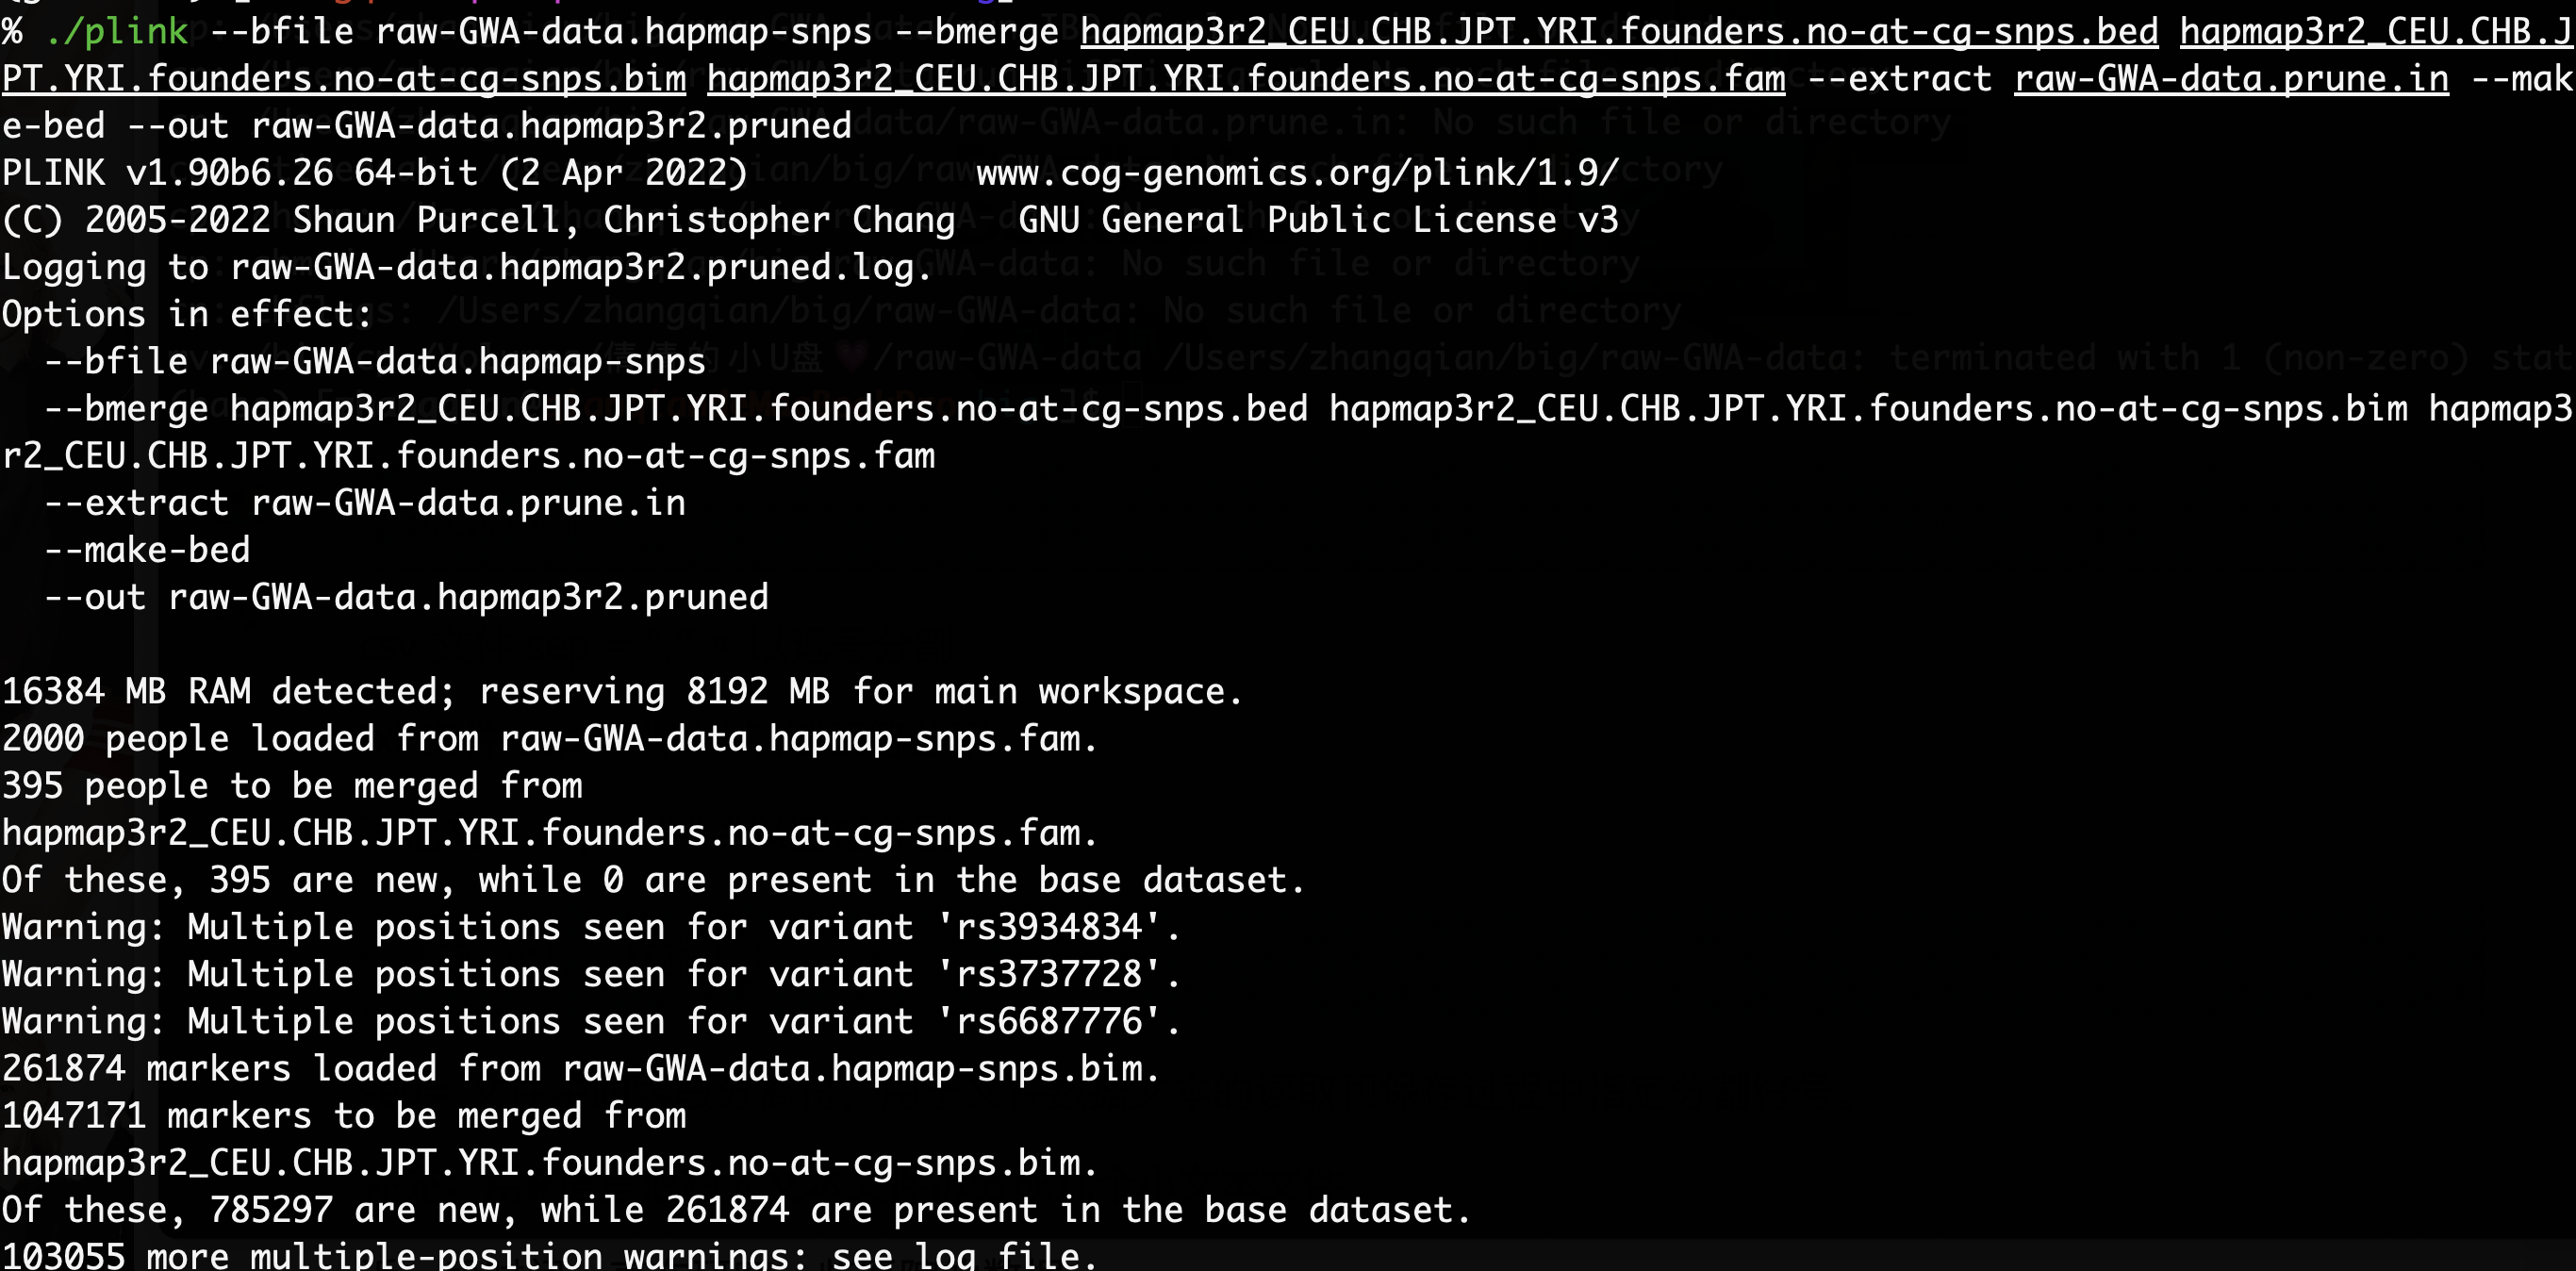 % ./plink --bfile raw-GWA-data.hapmap-snps --bmerge hapmap3r2_CEU.CHB.JPT.YRI.founders.no-at-cg-snps.bed hapmap3r2_CEU.CHB.J
PT.YRI.founders.no-at-cg-snps.bim hapmap3r2_CEU.CHB.JPT.YRI.founders.no-at-cg-snps.fam --extract raw-GWA-data.prune.in --mak
e-bed --out raw-GWA-data.hapmap3r2.pruned
PLINK v1.90b6.26 64-bit (2 Apr 2022)           www.cog-genomics.org/plink/1.9/
(C) 2005-2022 Shaun Purcell, Christopher Chang   GNU General Public License v3
Logging to raw-GWA-data.hapmap3r2.pruned.log.
Options in effect:
  --bfile raw-GWA-data.hapmap-snps
  --bmerge hapmap3r2_CEU.CHB.JPT.YRI.founders.no-at-cg-snps.bed hapmap3r2_CEU.CHB.JPT.YRI.founders.no-at-cg-snps.bim hapmap3
r2_CEU.CHB.JPT.YRI.founders.no-at-cg-snps.fam
  --extract raw-GWA-data.prune.in
  --make-bed
  --out raw-GWA-data.hapmap3r2.pruned
16384 MB RAM detected; reserving 8192 MB for main workspace.
2000 people loaded from raw-GWA-data.hapmap-snps.fam.
395 people to be merged from
hapmap3r2_CEU.CHB.JPT.YRI.founders.no-at-cg-snps.fam.
Of these, 395 are new, while 0 are present in the base dataset.
Warning: Multiple positions seen for variant 'rs3934834'.
Warning: Multiple positions seen for variant 'rs3737728'.
Warning: Multiple positions seen for variant 'rs6687776'.
261874 markers loaded from raw-GWA-data.hapmap-snps.bim.
1047171 markers to be merged from
hapmap3r2_CEU.CHB.JPT.YRI.founders.no-at-cg-snps.bim.
Of these, 785297 are new, while 261874 are present in the base dataset.
103055 more multiple-position warnings: see log file.